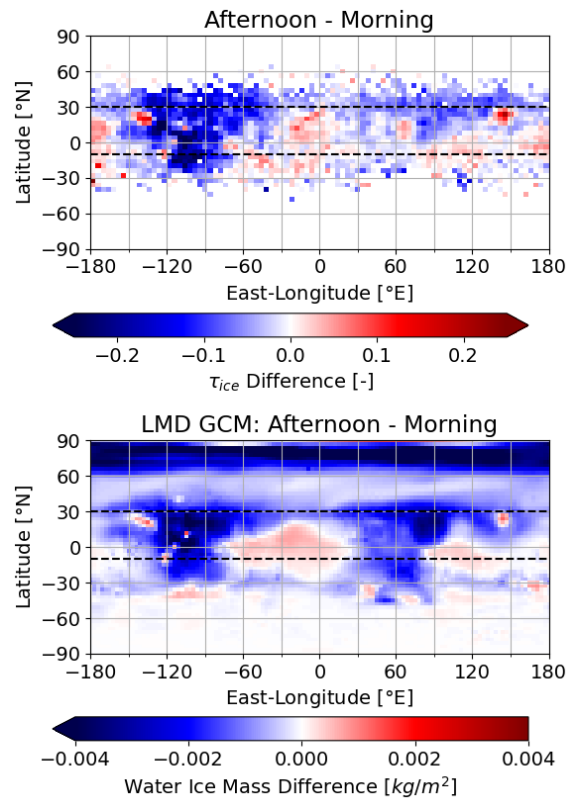 Afternoon - Morning
90
60
30
0
−30
−60
−90
Latitude [°N]
−180 −120 −60 0 60 120 180
East-Longitude [°E]
−0.2 −0.1 0.0 0.1 0.2
τice Difference [-]
LMD GCM: Afternoon - Morning
90
60
30
0
−30
−60
−90
Latitude [°N]
−180 −120 −60 0 60 120 180
East-Longitude [°E]
−0.004 −0.002 0.000 0.002 0.004
Water Ice Mass Difference [kg/m²]